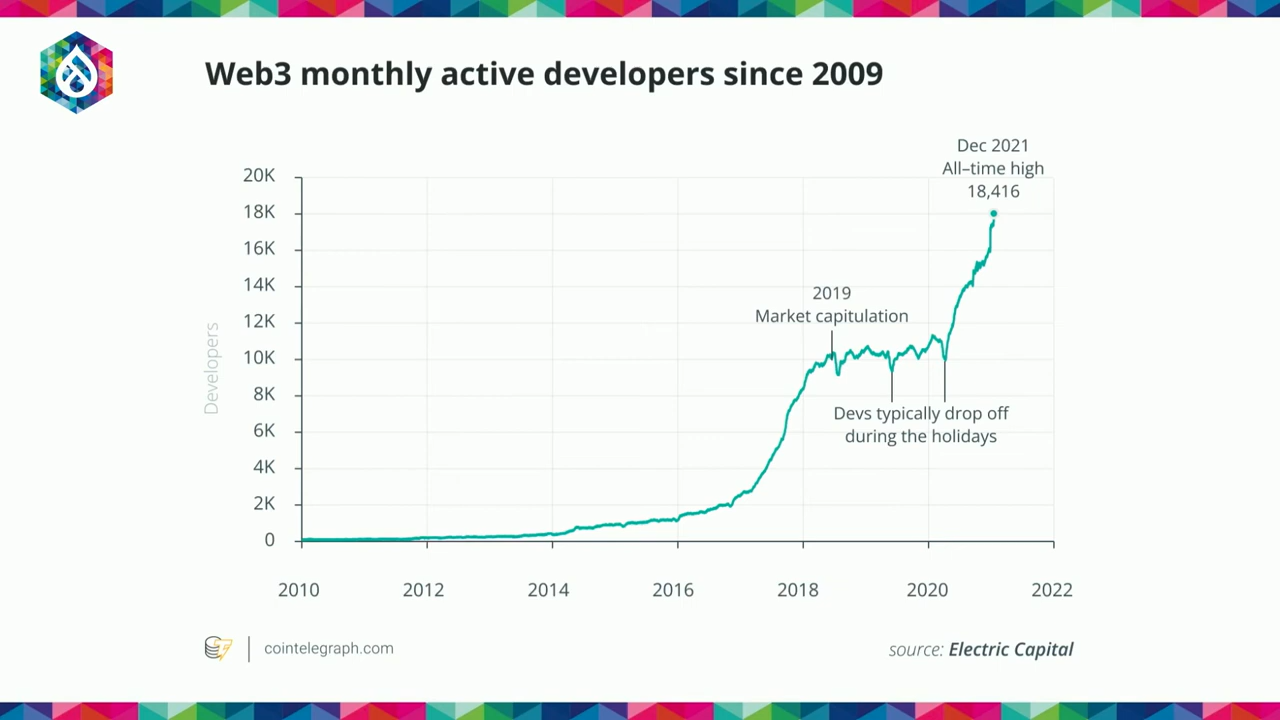 Web3 monthly active developers since 2009
Dec 2021
All-time high
18,416
20K
18K
16K
14K
12K
10K
8K
6K
4K
2K
0
Developers
2019
Market capitulation
Devs typically drop off
during the holidays
2010 2012 2014 2016 2018 2020 2022
cointelegraph.com
source: Electric Capital